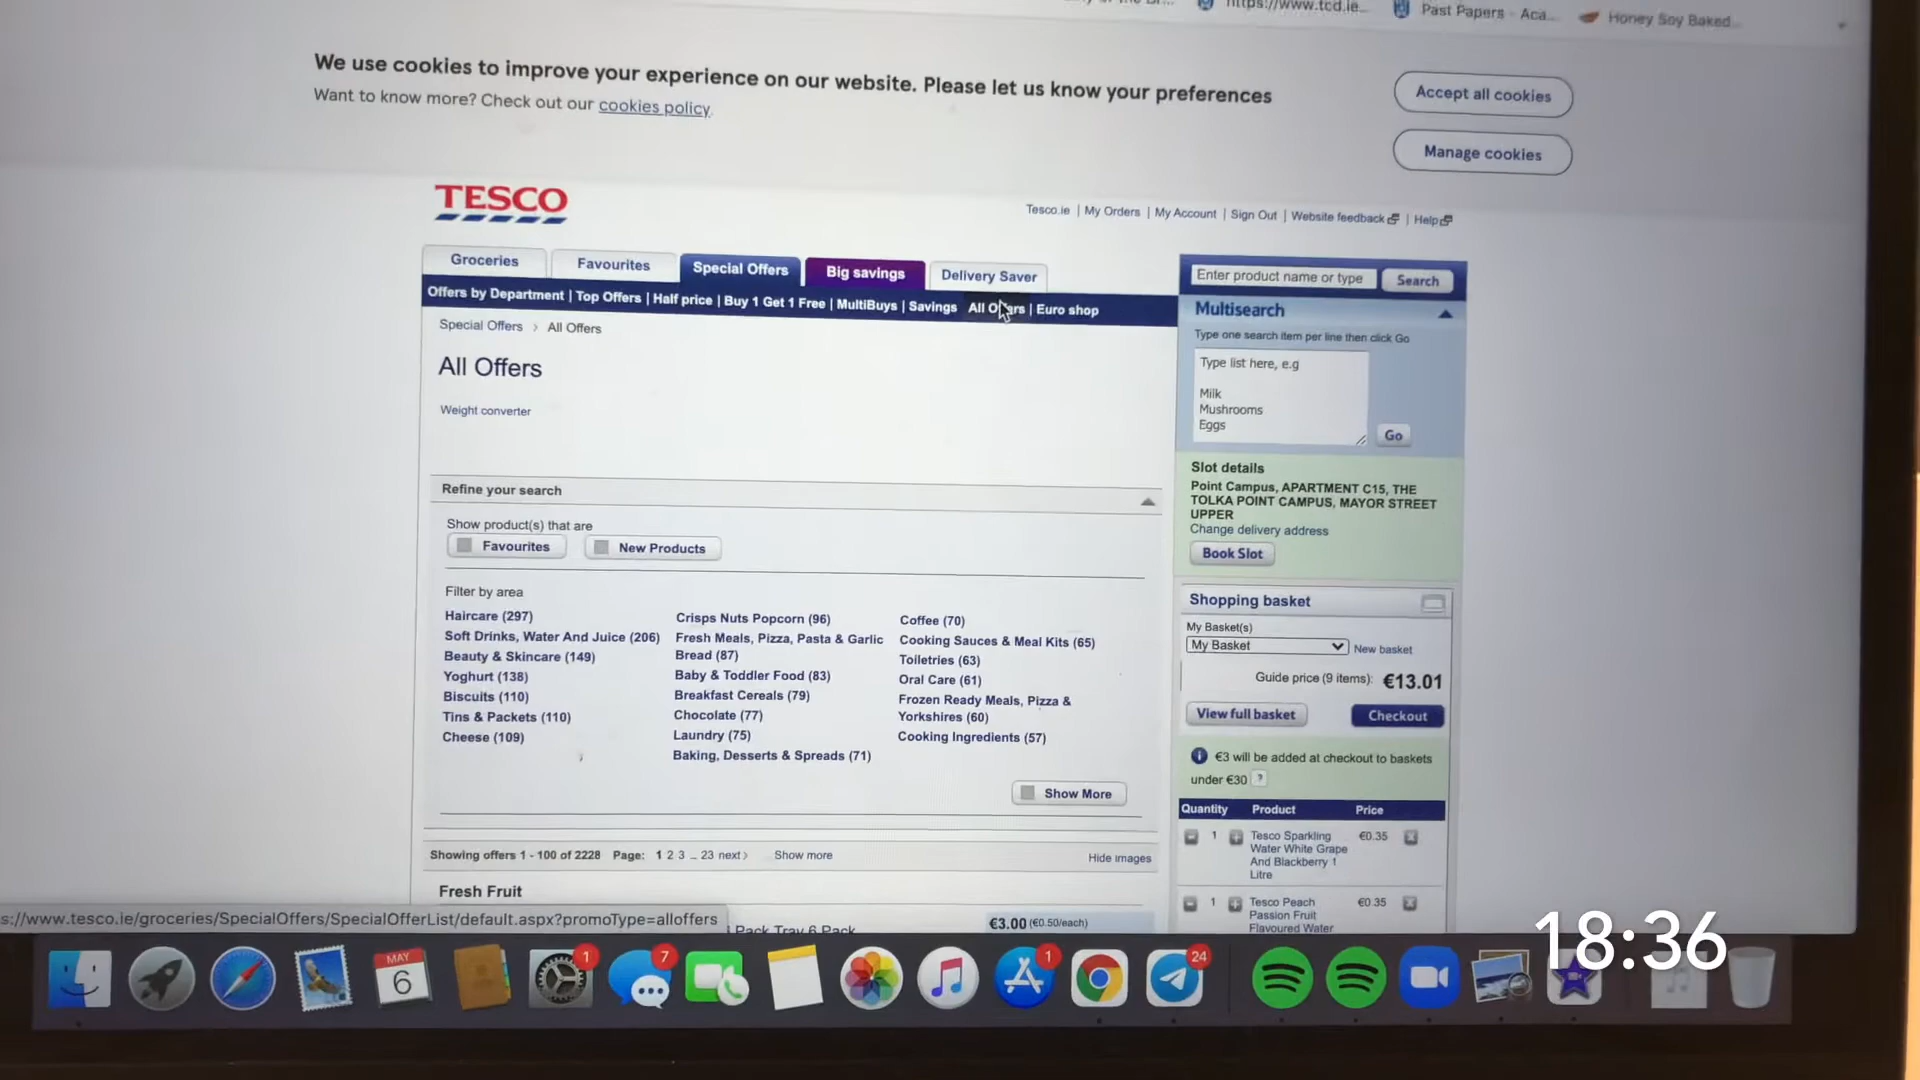 https://www.tcd.ie...
Past Papers - Aca...
Honey Soy Baked...
We use cookies to improve your experience on our website. Please let us know your preferences
Want to know more? Check out our cookies policy.
Accept all cookies
Manage cookies
TESCO
Tesco.ie | My Orders | My Account | Sign Out | Website feedback | Help
Groceries
Favourites
Special Offers
Big savings
Delivery Saver
Offers by Department | Top Offers | Half price | Buy 1 Get 1 Free | MultiBuys | Savings All Offers | Euro shop
Special Offers › All Offers
All Offers
Weight converter
Refine your search
Show product(s) that are
Favourites
New Products
Filter by area
Haircare (297)
Soft Drinks, Water And Juice (206)
Beauty & Skincare (149)
Yoghurt (138)
Biscuits (110)
Tins & Packets (110)
Cheese (109)
Crisps Nuts Popcorn (96)
Fresh Meals, Pizza, Pasta & Garlic
Bread (87)
Baby & Toddler Food (83)
Breakfast Cereals (79)
Chocolate (77)
Laundry (75)
Baking, Desserts & Spreads (71)
Coffee (70)
Cooking Sauces & Meal Kits (65)
Toiletries (63)
Oral Care (61)
Frozen Ready Meals, Pizza &
Yorkshires (60)
Cooking Ingredients (57)
Show More
Showing offers 1 - 100 of 2228 Page: 1 2 3 ... 23 next› Show more
Hide images
Fresh Fruit
Pack Tray 6 Pack
€3.00 (€0.50/each)
Enter product name or type
Search
Multisearch
Type one search item per line then click Go
Type list here, e.g
Milk
Mushrooms
Eggs
Go
Slot details
Point Campus, APARTMENT C15, THE
TOLKA POINT CAMPUS, MAYOR STREET
UPPER
Change delivery address
Book Slot
Shopping basket
My Basket(s)
My Basket
New basket
Guide price (9 items): €13.01
View full basket
Checkout
€3 will be added at checkout to baskets
under €30 ?
Quantity Product Price
1 Tesco Sparkling €0.35
Water White Grape
And Blackberry 1
Litre
1 Tesco Peach €0.35
Passion Fruit
Flavoured Water
s://www.tesco.ie/groceries/SpecialOffers/SpecialOfferList/default.aspx?promoType=alloffers
18:36
MAY
6
1
7
1
24